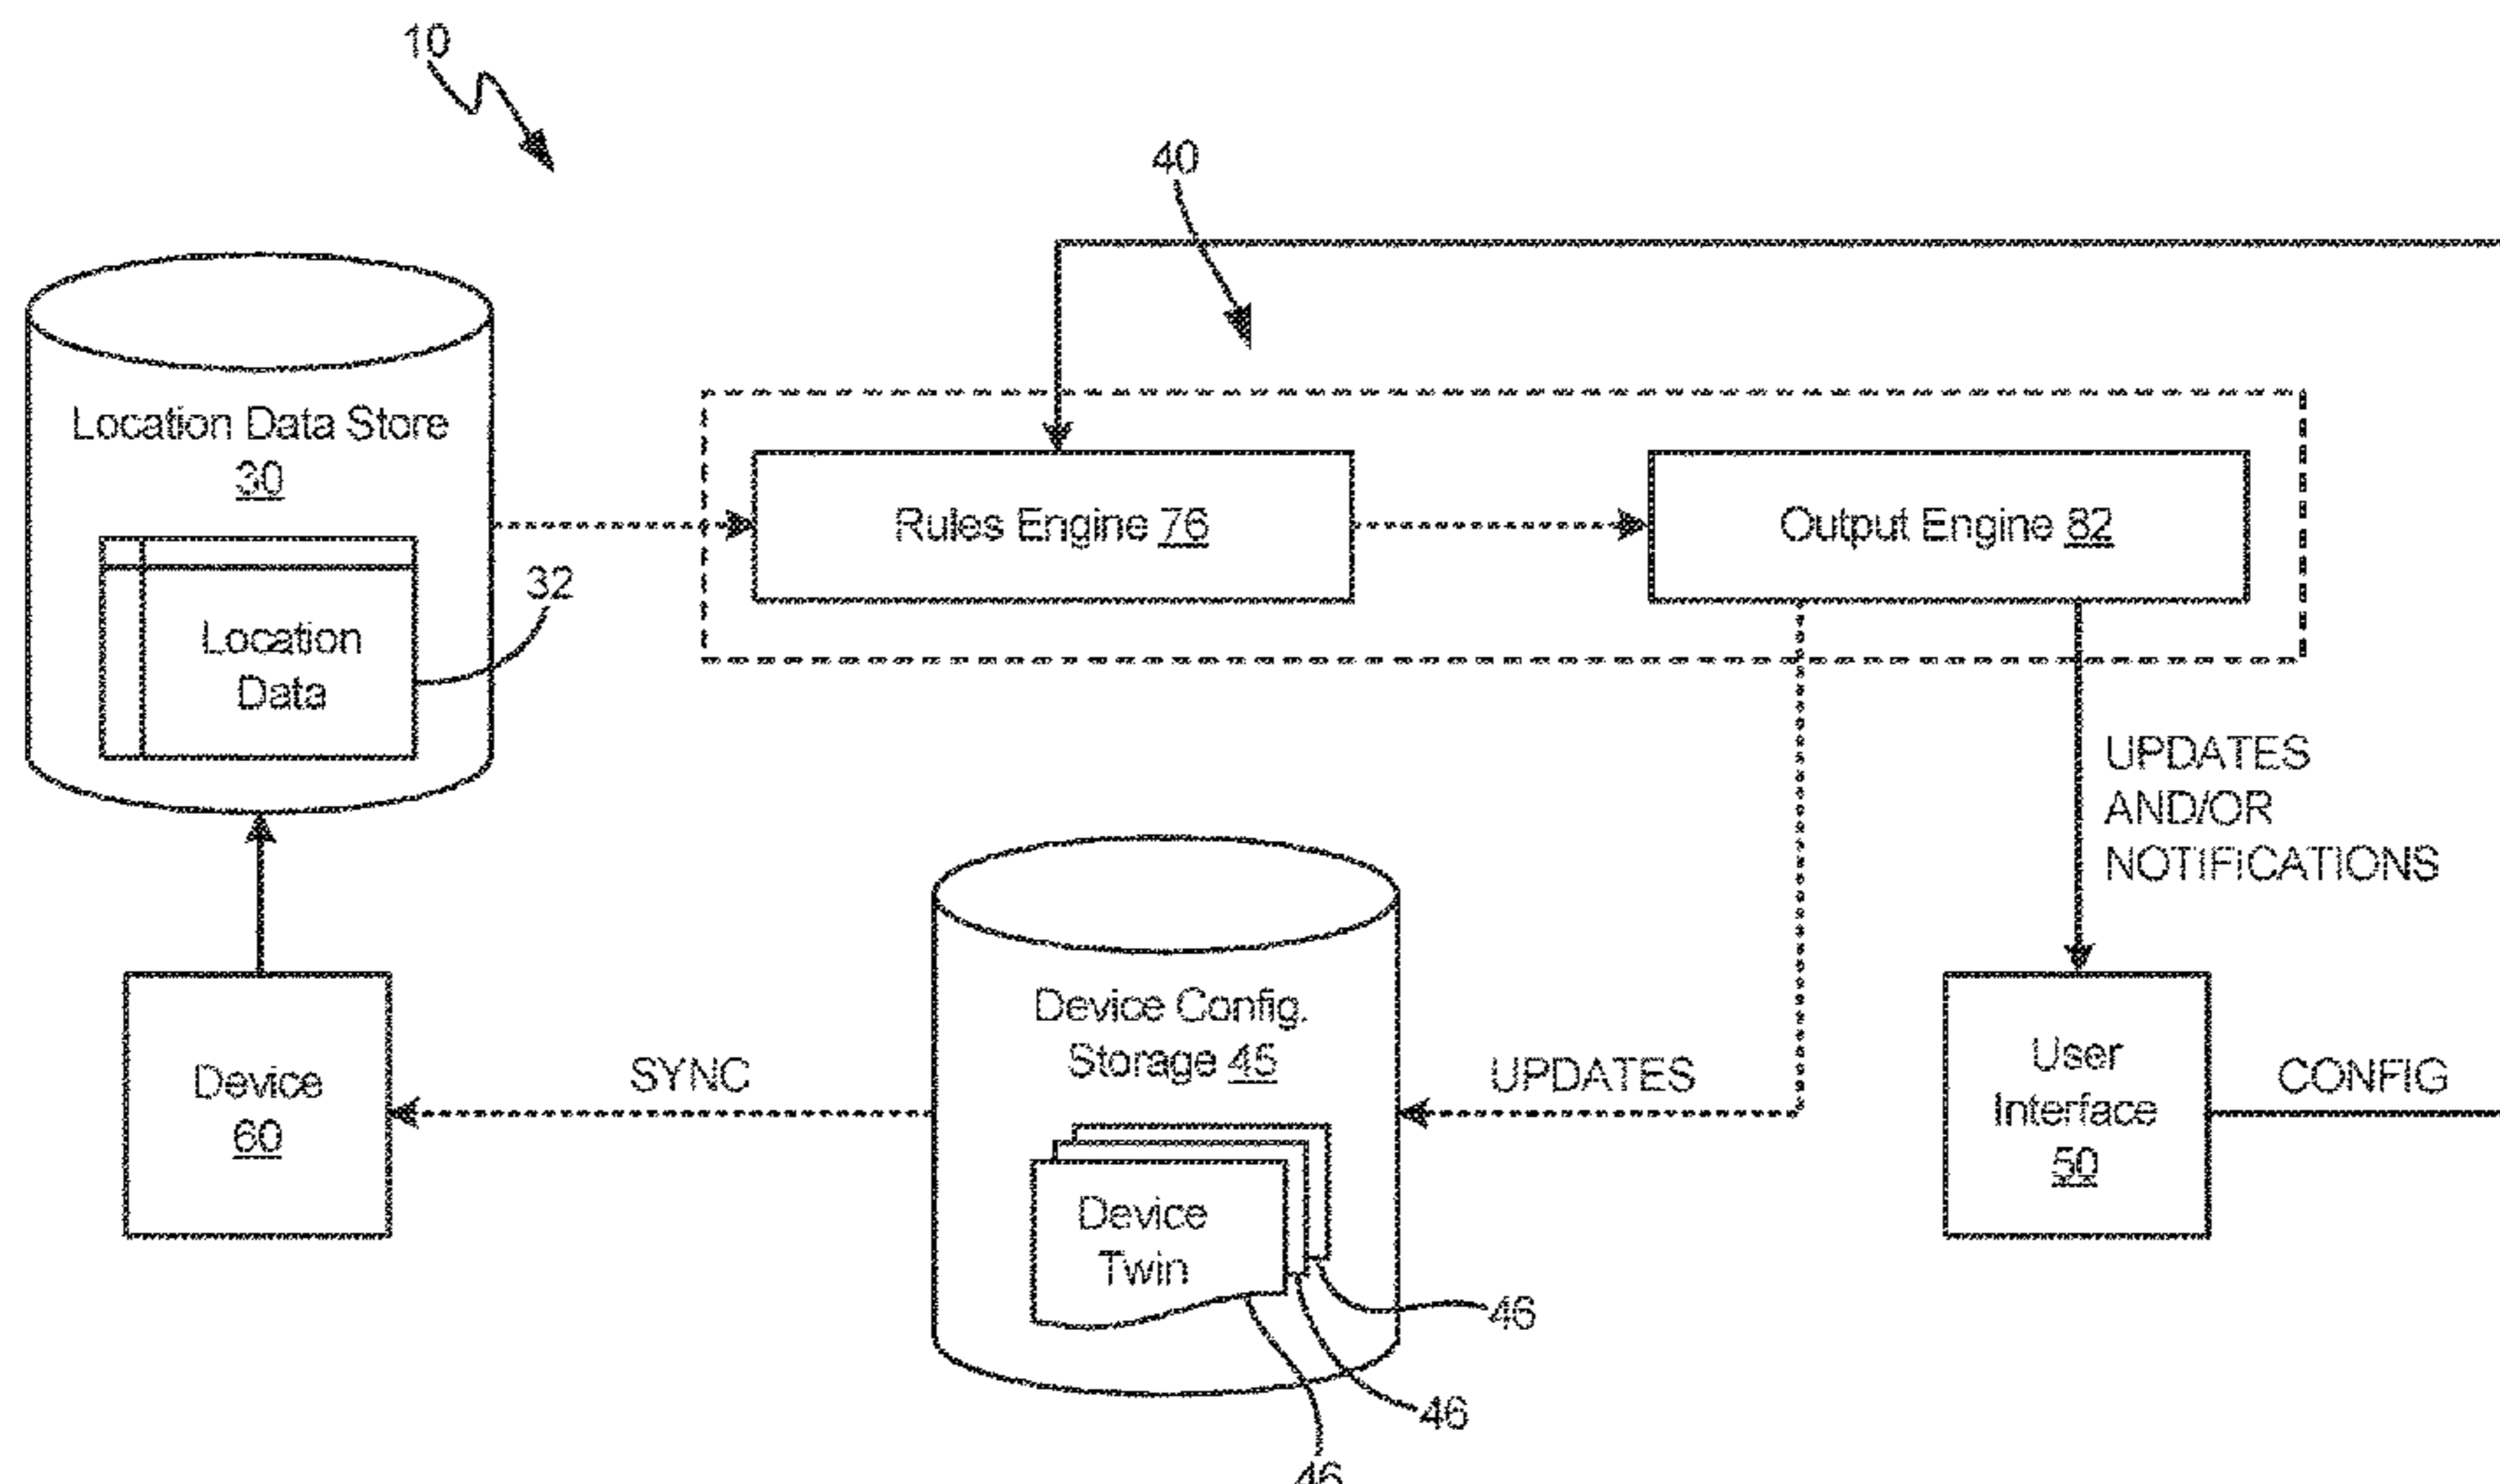 10
40
Location Data Store
30
Location
Data
32
Rules Engine 76
Output Engine 82
UPDATES
AND/OR
NOTIFICATIONS
Device
60
SYNC
Device Config.
Storage 45
UPDATES
Device
Twin
46
46
46
User
Interface
50
CONFIG